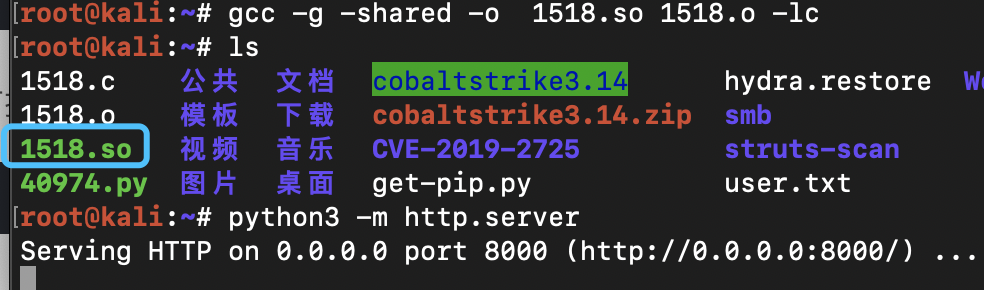 [root@kali:~# gcc -g -shared -o  1518.so 1518.o -lc
[root@kali:~# ls
1518.c 公共 文档 cobaltstrike3.14 hydra.restore
1518.o 模板 下载 cobaltstrike3.14.zip smb
1518.so 视频 音乐 CVE-2019-2725 struts-scan
40974.py 图片 桌面 get-pip.py user.txt
[root@kali:~# python3 -m http.server
Serving HTTP on 0.0.0.0 port 8000 (http://0.0.0.0:8000/) ...